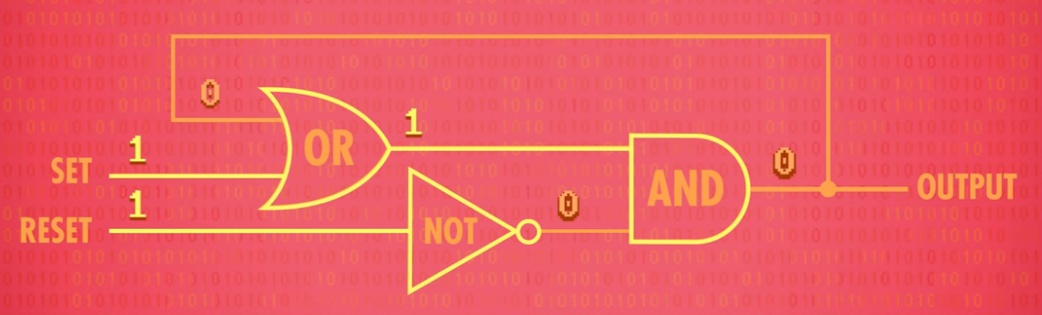 0
OR
1
1
SET
1
RESET
NOT
0
AND
0
OUTPUT